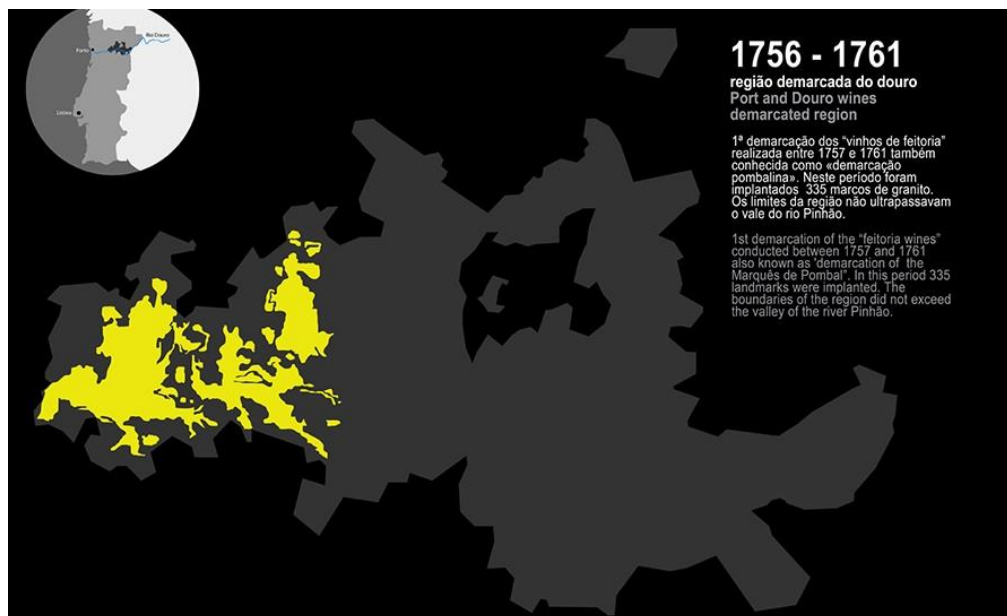 Rio Douro
Porto
Lisboa
1756 - 1761
região demarcada do douro
Port and Douro wines
demarcated region
1ª demarcação dos “vinhos de feitoria”
realizada entre 1757 e 1761 também
conhecida como «demarcação
pombalina». Neste período foram
implantados 335 marcos de granito.
Os limites da região não ultrapassavam
o vale do rio Pinhão.
1st demarcation of the “feitoria wines”
conducted between 1757 and 1761
also known as 'demarcation of the
Marquês de Pombal”. In this period 335
landmarks were implanted. The
boundaries of the region did not exceed
the valley of the river Pinhão.